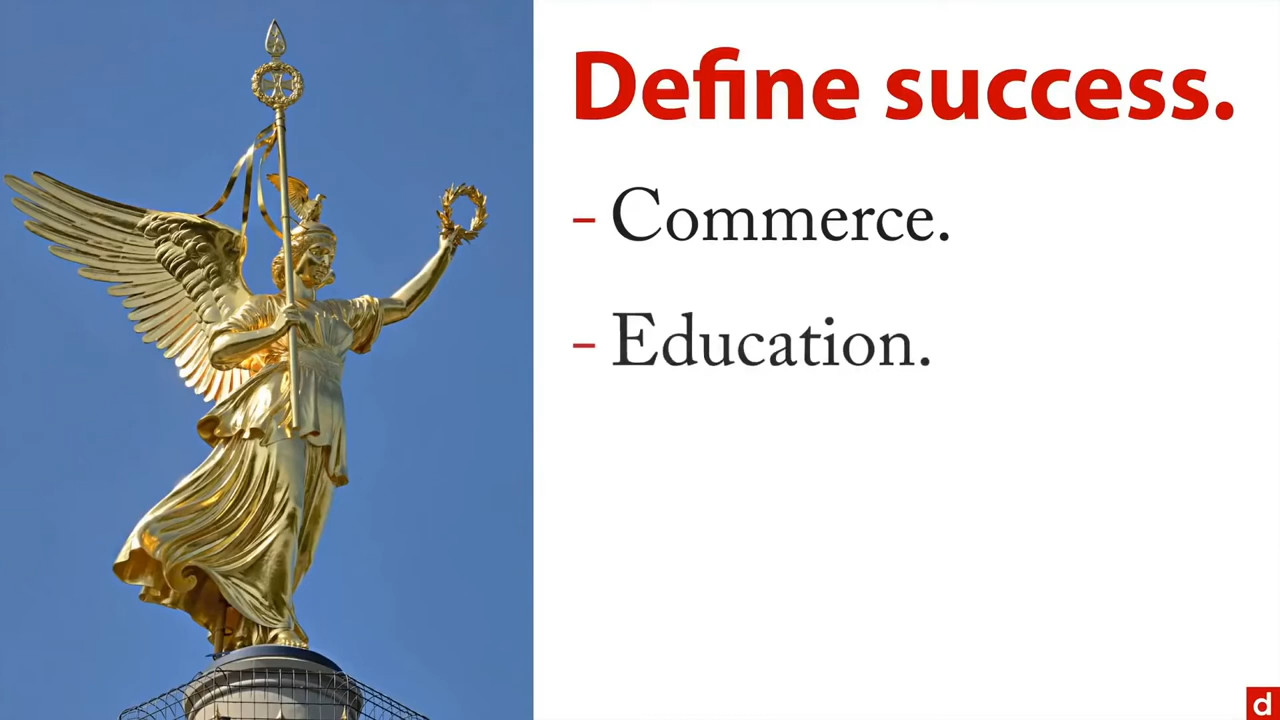 Define success.
- Commerce.
- Education.
d